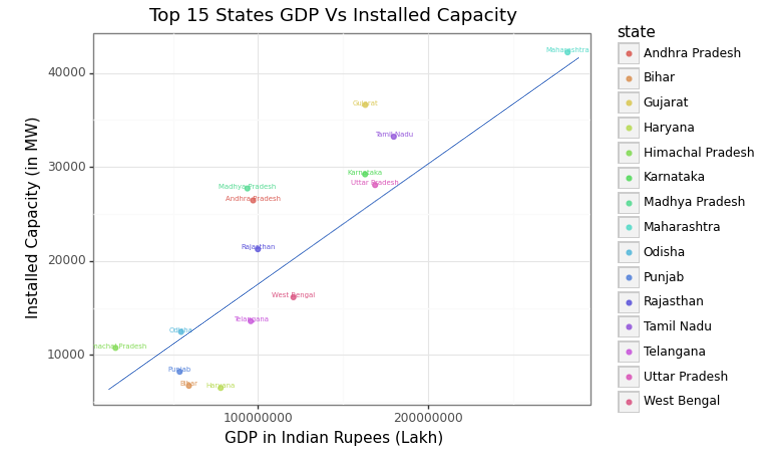 Top 15 States GDP Vs Installed Capacity
state
Andhra Pradesh
Bihar
Gujarat
Haryana
Himachal Pradesh
Karnataka
Madhya Pradesh
Maharashtra
Odisha
Punjab
Rajasthan
Tamil Nadu
Telangana
Uttar Pradesh
West Bengal
Installed Capacity (in MW)
40000
30000
20000
10000
Maharashtra
Gujarat
Tamil Nadu
Karnataka
Uttar Pradesh
Madhya Pradesh
Andhra Pradesh
Rajasthan
West Bengal
Telangana
Odisha
machal Pradesh
Punjab
Bihar
Haryana
100000000
200000000
GDP in Indian Rupees (Lakh)